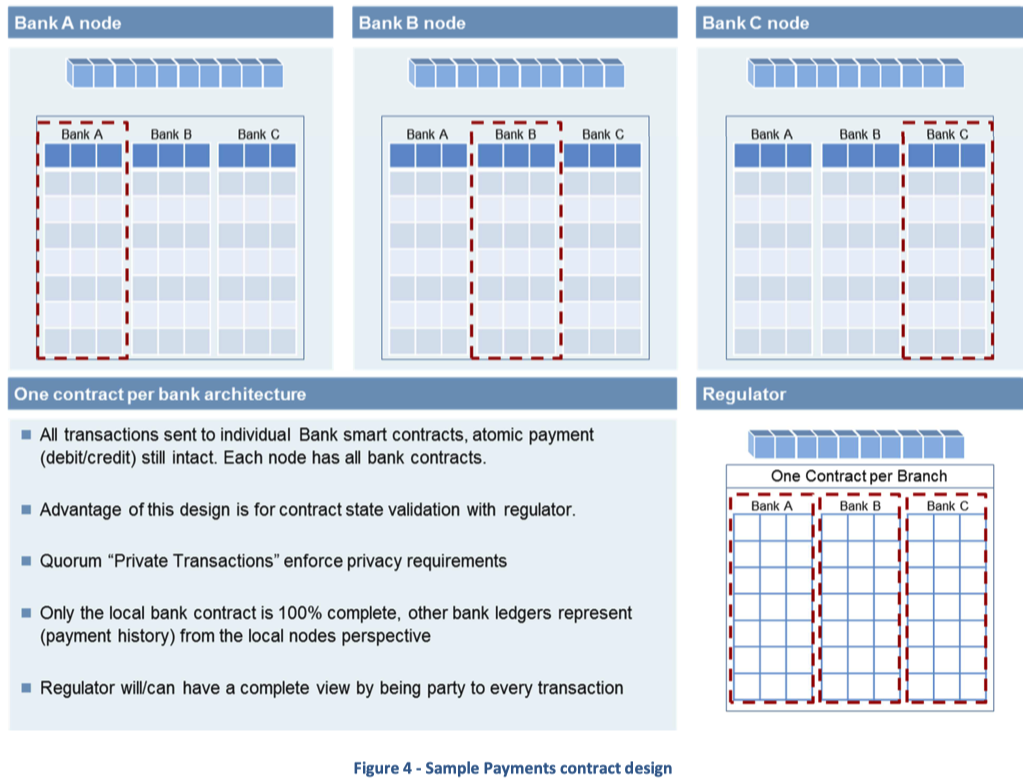 Bank A node
Bank B node
Bank C node
Bank A Bank B Bank C
Bank A Bank B Bank C
Bank A Bank B Bank C
One contract per bank architecture
All transactions sent to individual Bank smart contracts, atomic payment
(debit/credit) still intact. Each node has all bank contracts.
Advantage of this design is for contract state validation with regulator.
Quorum “Private Transactions” enforce privacy requirements
Only the local bank contract is 100% complete, other bank ledgers represent
(payment history) from the local nodes perspective
Regulator will/can have a complete view by being party to every transaction
Regulator
One Contract per Branch
Bank A Bank B Bank C
Figure 4 - Sample Payments contract design